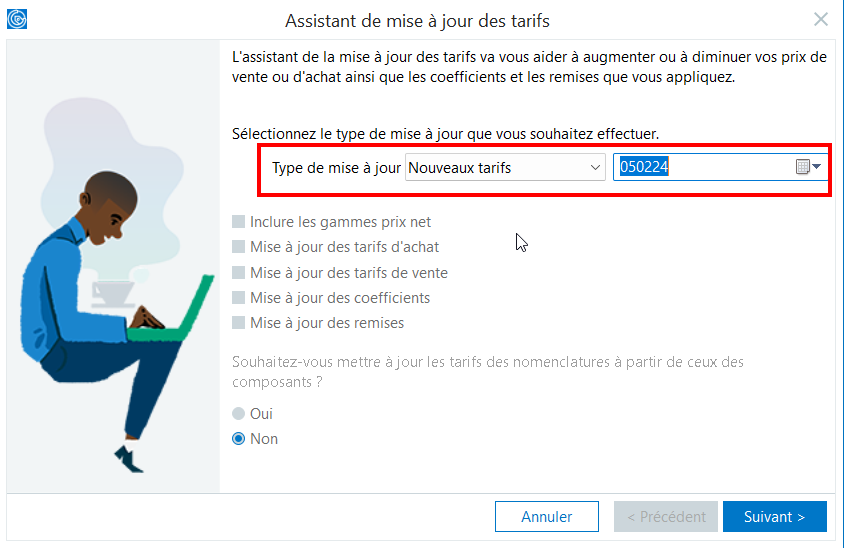 Assistant de mise à jour des tarifs
L'assistant de la mise à jour des tarifs va vous aider à augmenter ou à diminuer vos prix de
vente ou d'achat ainsi que les coefficients et les remises que vous appliquez.
Sélectionnez le type de mise à jour que vous souhaitez effectuer.
Type de mise à jour Nouveaux tarifs 050224
Inclure les gammes prix net
Mise à jour des tarifs d'achat
Mise à jour des tarifs de vente
Mise à jour des coefficients
Mise à jour des remises
Souhaitez-vous mettre à jour les tarifs des nomenclatures à partir de ceux des
composants ?
Oui
Non
Annuler < Précédent Suivant >